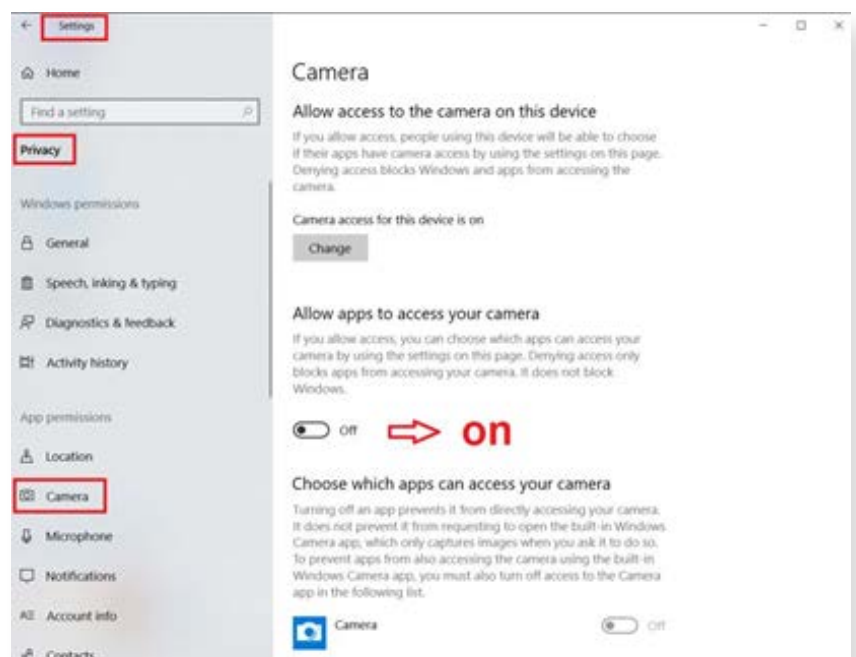 Settings
Home
Find a setting
Privacy
Windows permissions
General
Speech, inking & typing
Diagnostics & feedback
Activity history
App permissions
Location
Camera
Microphone
Notifications
Account info
Contacts
Camera
Allow access to the camera on this device
If you allow access, people using this device will be able to choose
if their apps have camera access by using the settings on this page.
Denying access blocks Windows and apps from accessing the
camera.
Camera access for this device is on
Change
Allow apps to access your camera
If you allow access, you can choose which apps can access your
camera by using the settings on this page. Denying access only
blocks apps from accessing your camera. It does not block
Windows.
Off on
Choose which apps can access your camera
Turning off an app prevents it from directly accessing your camera.
It does not prevent it from requesting to open the built-in Windows
Camera app, which only captures images when you ask it to do so.
To prevent apps from also accessing the camera using the built-in
Windows Camera app, you must also turn off access to the Camera
app in the following list.
Camera Off